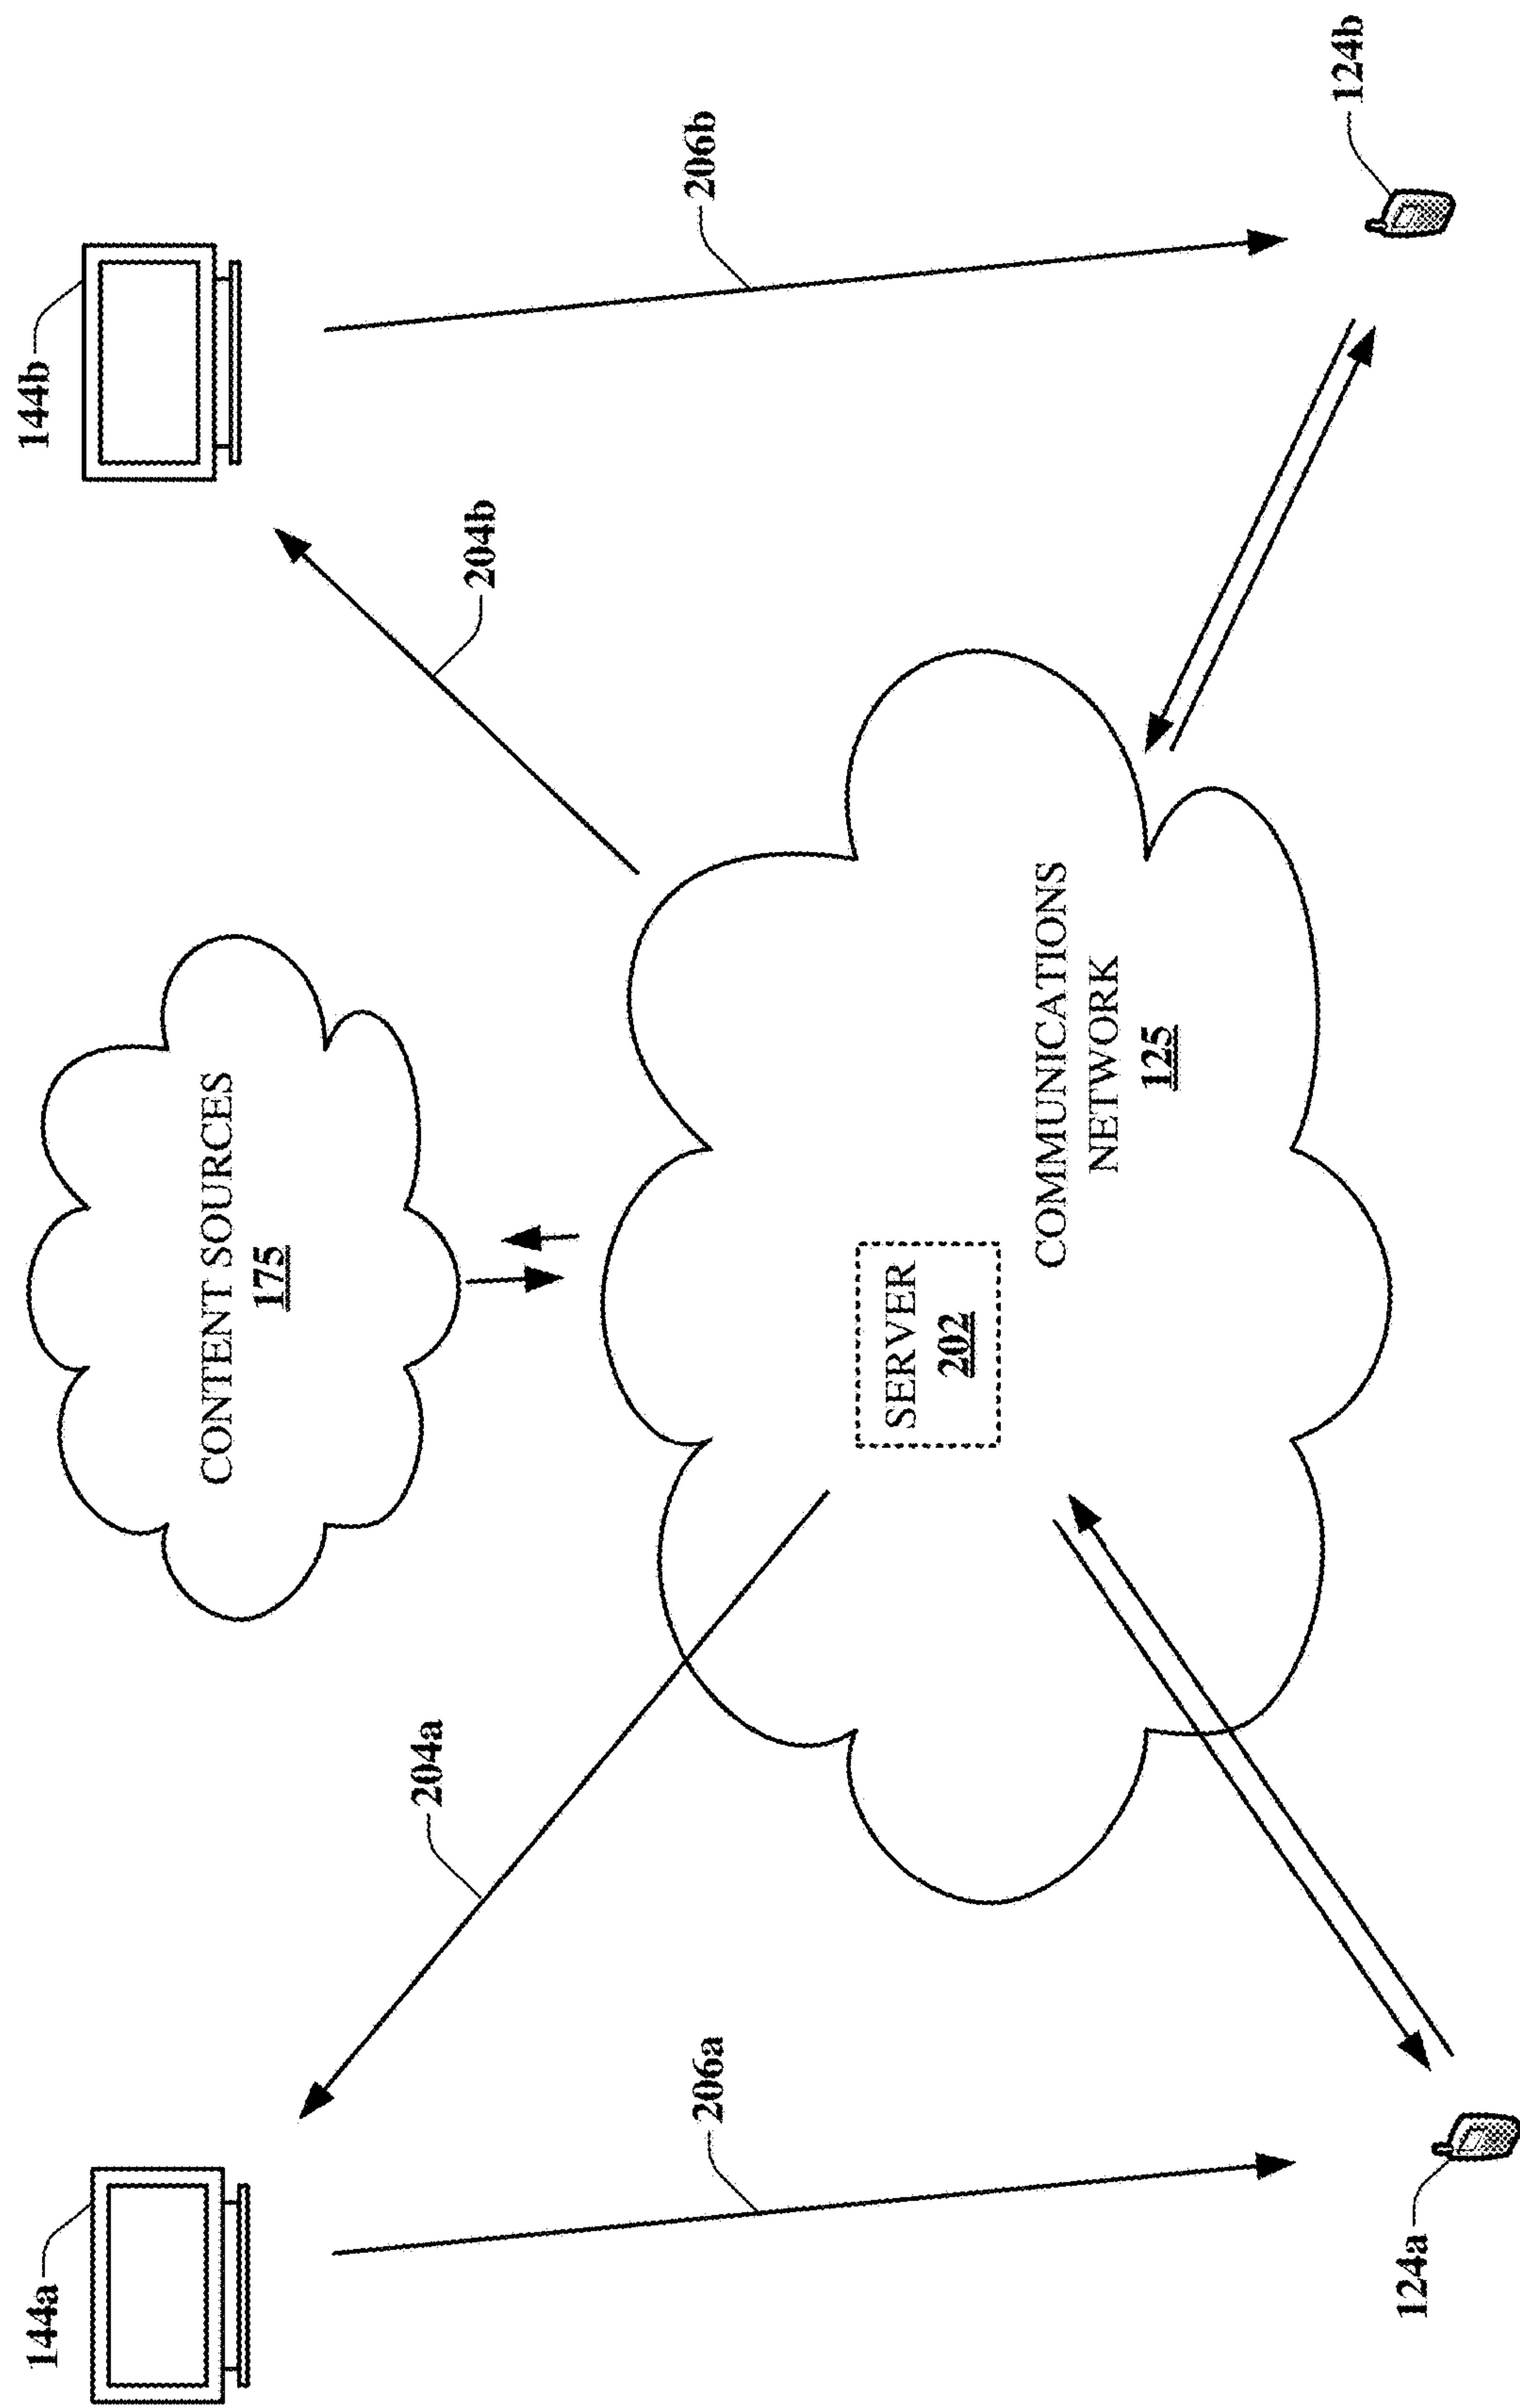 144a
144b
CONTENT SOURCES
175
204a
204b
206a
206b
SERVER
202
COMMUNICATIONS
NETWORK
125
124a
124b